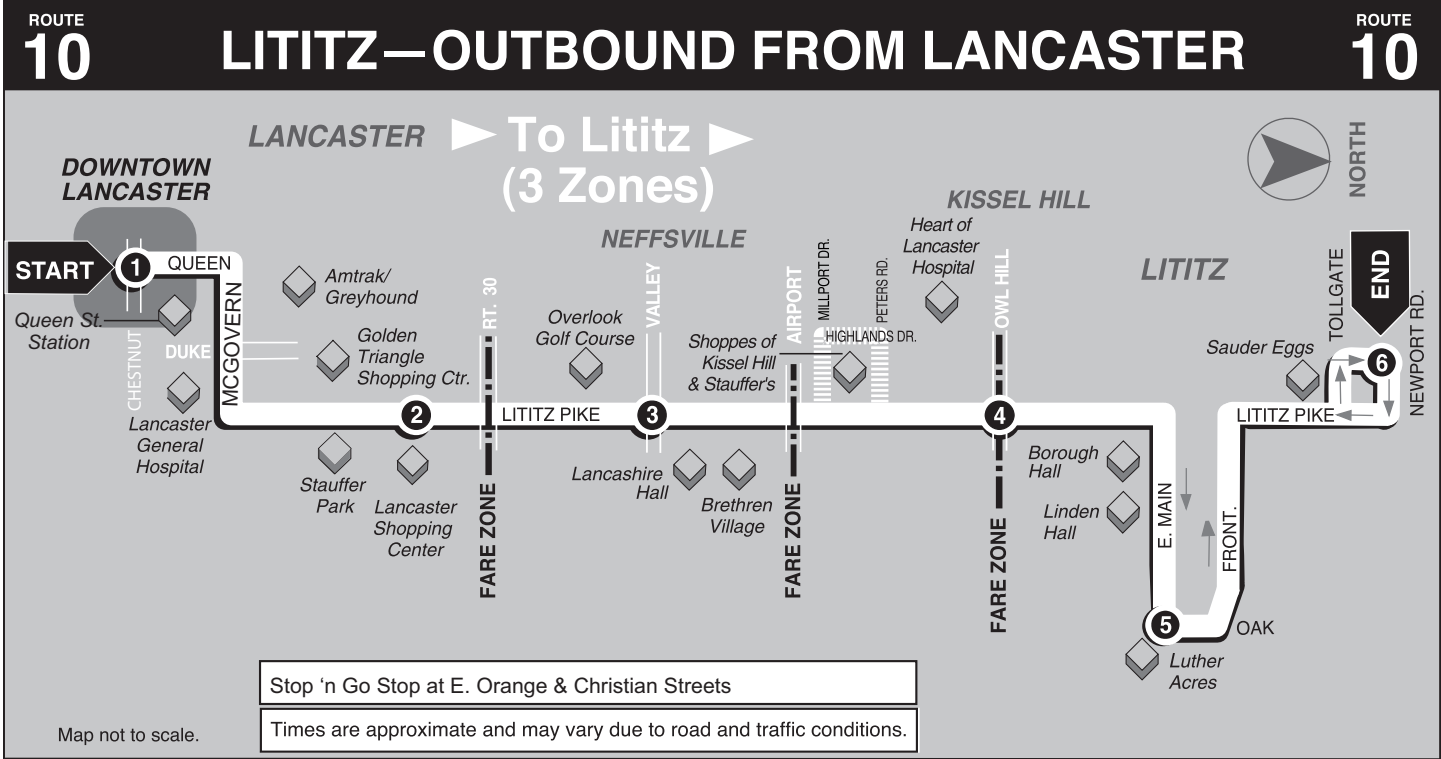 ROUTE
10
LITITZ—OUTBOUND FROM LANCASTER
ROUTE
10
LANCASTER
To Lititz
(3 Zones)
NORTH
DOWNTOWN
LANCASTER
KISSEL HILL
NEFFSVILLE
LITITZ
START
1
QUEEN
MCGOVERN
Queen St.
Station
CHESTNUT
DUKE
Lancaster
General
Hospital
Amtrak/
Greyhound
Golden
Triangle
Shopping Ctr.
2
Stauffer
Park
Lancaster
Shopping
Center
RT. 30
FARE ZONE
LITITZ PIKE
Overlook
Golf Course
VALLEY
3
Lancashire
Hall
Brethren
Village
Shoppes of
Kissel Hill
& Stauffer's
AIRPORT
FARE ZONE
MILLPORT DR.
HIGHLANDS DR.
PETERS RD.
Heart of
Lancaster
Hospital
OWL HILL
4
FARE ZONE
Borough
Hall
Linden
Hall
E. MAIN
5
Luther
Acres
OAK
FRONT.
LITITZ PIKE
Sauder Eggs
TOLLGATE
END
6
NEWPORT RD.
Stop ‘n Go Stop at E. Orange & Christian Streets
Times are approximate and may vary due to road and traffic conditions.
Map not to scale.